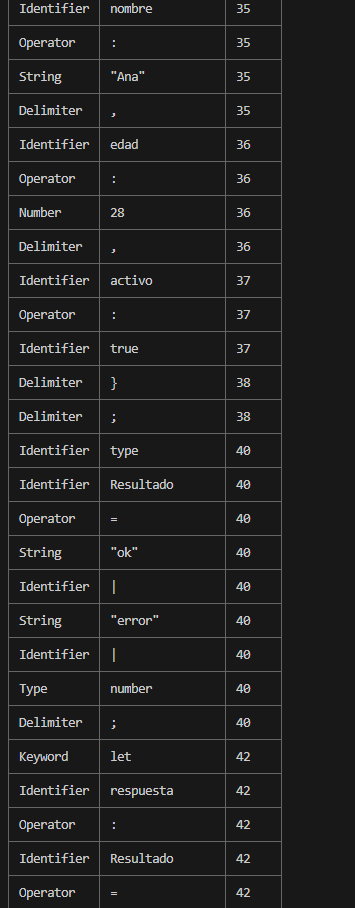 Identifier nombre 35
Operator : 35
String "Ana" 35
Delimiter , 35
Identifier edad 36
Operator : 36
Number 28 36
Delimiter , 36
Identifier activo 37
Operator : 37
Identifier true 37
Delimiter } 38
Delimiter ; 38
Identifier type 40
Identifier Resultado 40
Operator = 40
String "ok" 40
Identifier | 40
String "error" 40
Identifier | 40
Type number 40
Delimiter ; 40
Keyword let 42
Identifier respuesta 42
Operator : 42
Identifier Resultado 42
Operator = 42